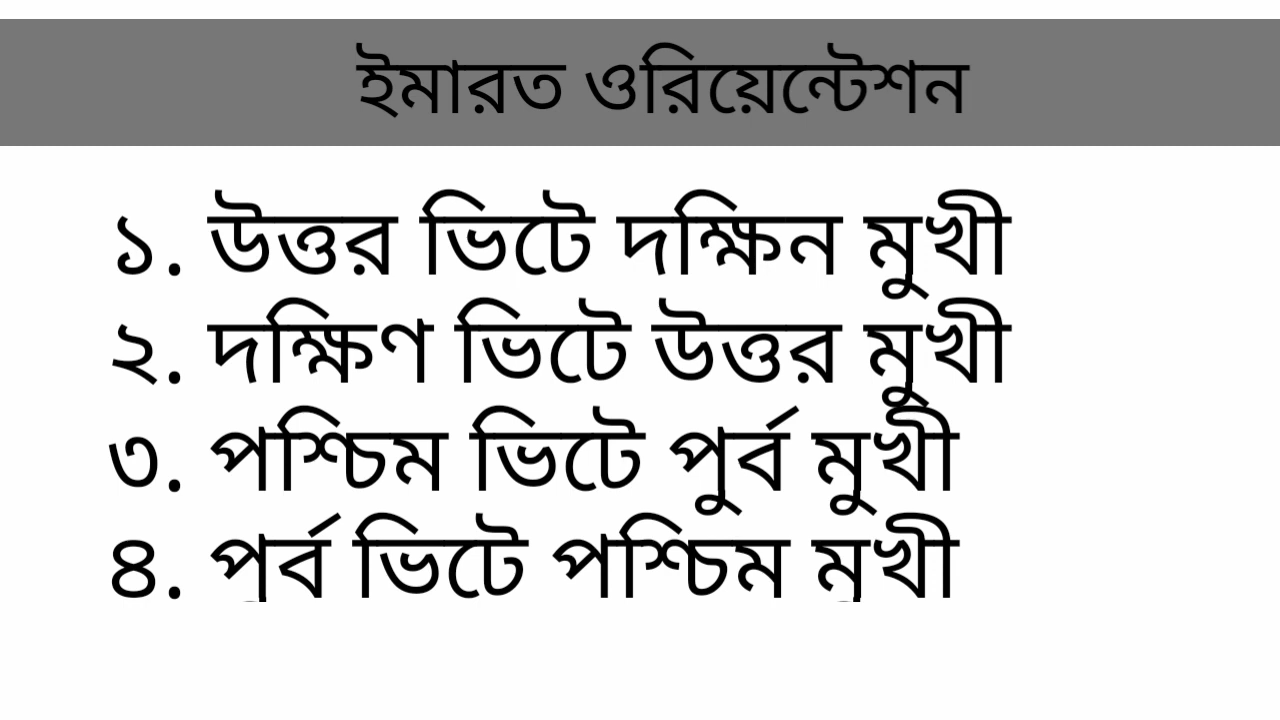 ইমারত ওরিয়েন্টেশন
১. উত্তর ভিটে দক্ষিন মুখী
২. দক্ষিণ ভিটে উত্তর মুখী
৩. পশ্চিম ভিটে পুর্ব মুখী
৪. পুর্ব ভিটে পশ্চিম মুখী